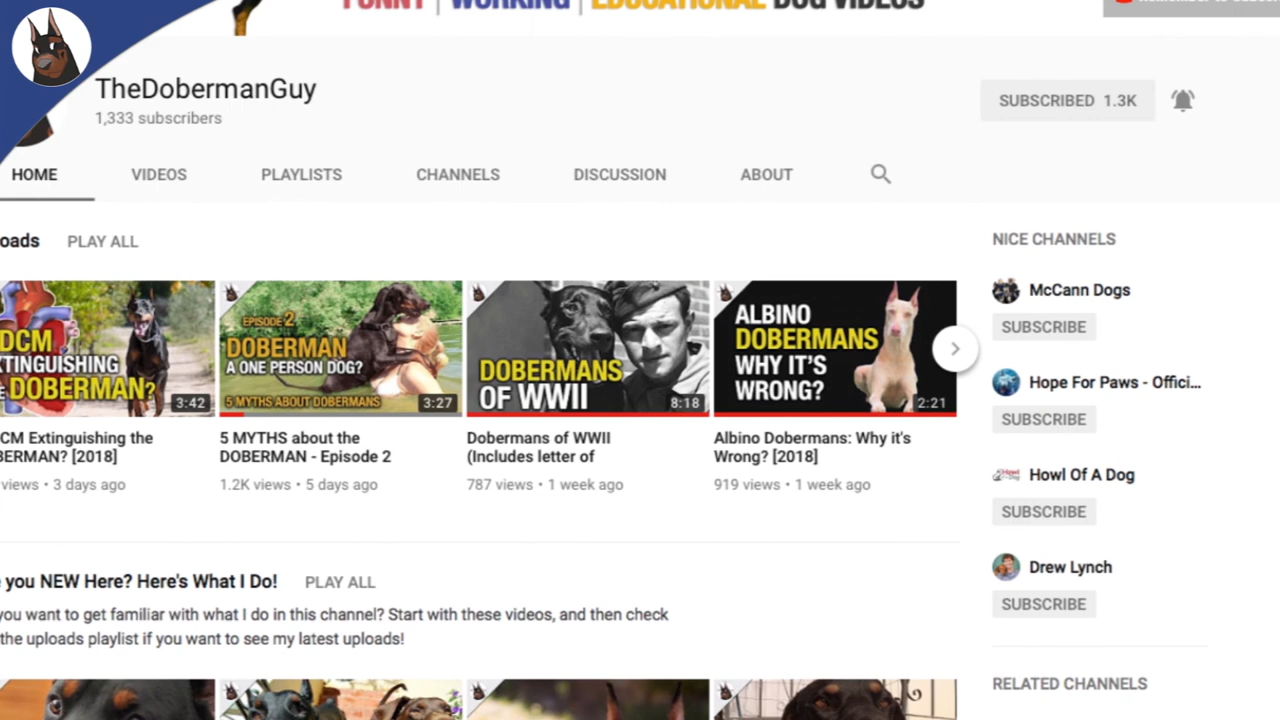 FUNNY | WORKING | EDUCATIONAL DOG VIDEOS
TheDobermanGuy
1,333 subscribers
SUBSCRIBED 1.3K
HOME VIDEOS PLAYLISTS CHANNELS DISCUSSION ABOUT
oads PLAY ALL
NICE CHANNELS
McCann Dogs
SUBSCRIBE
Hope For Paws - Offici...
SUBSCRIBE
Howl Of A Dog
SUBSCRIBE
Drew Lynch
SUBSCRIBE
RELATED CHANNELS
DCM
XTINGUISHING
E DOBERMAN?
3:42
EPISODE 2
DOBERMAN
A ONE PERSON DOG?
5 MYTHS ABOUT DOBERMANS
3:27
DOBERMANS
OF WWII
8:18
ALBINO
DOBERMANS
WHY IT'S
WRONG?
2:21
CM Extinguishing the
BERMAN? [2018]
views • 3 days ago
5 MYTHS about the
DOBERMAN - Episode 2
1.2K views • 5 days ago
Dobermans of WWII
(Includes letter of
787 views • 1 week ago
Albino Dobermans: Why it's
Wrong? [2018]
919 views • 1 week ago
you NEW Here? Here's What I Do! PLAY ALL
you want to get familiar with what I do in this channel? Start with these videos, and then check
the uploads playlist if you want to see my latest uploads!